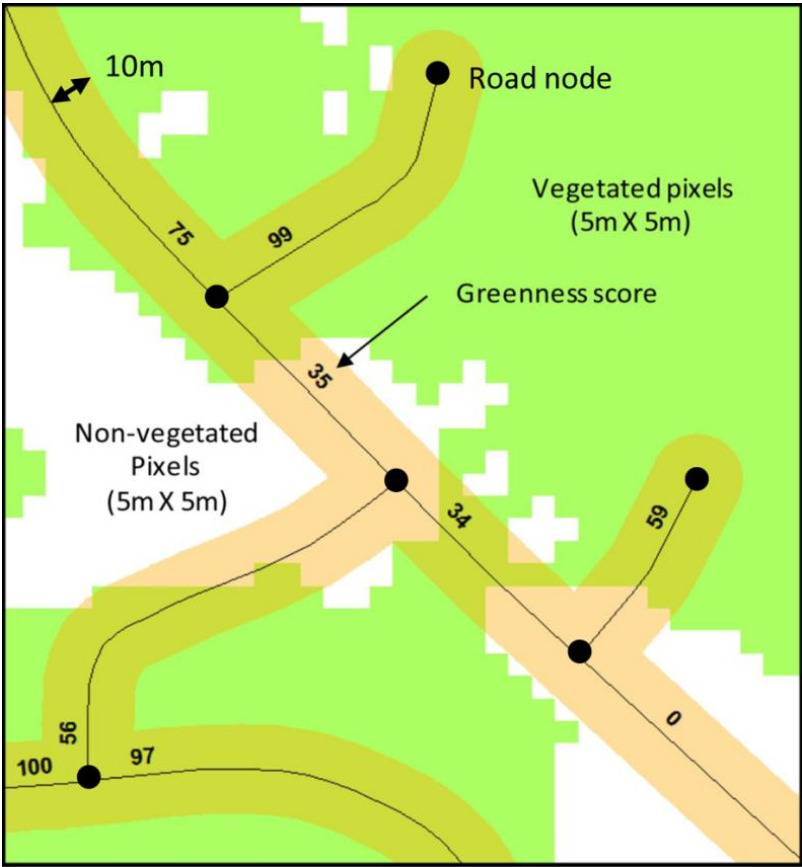 10m
Road node
Vegetated pixels
(5m X 5m)
75
99
Greenness score
35
Non-vegetated
Pixels
(5m X 5m)
34
59
0
56
97
100